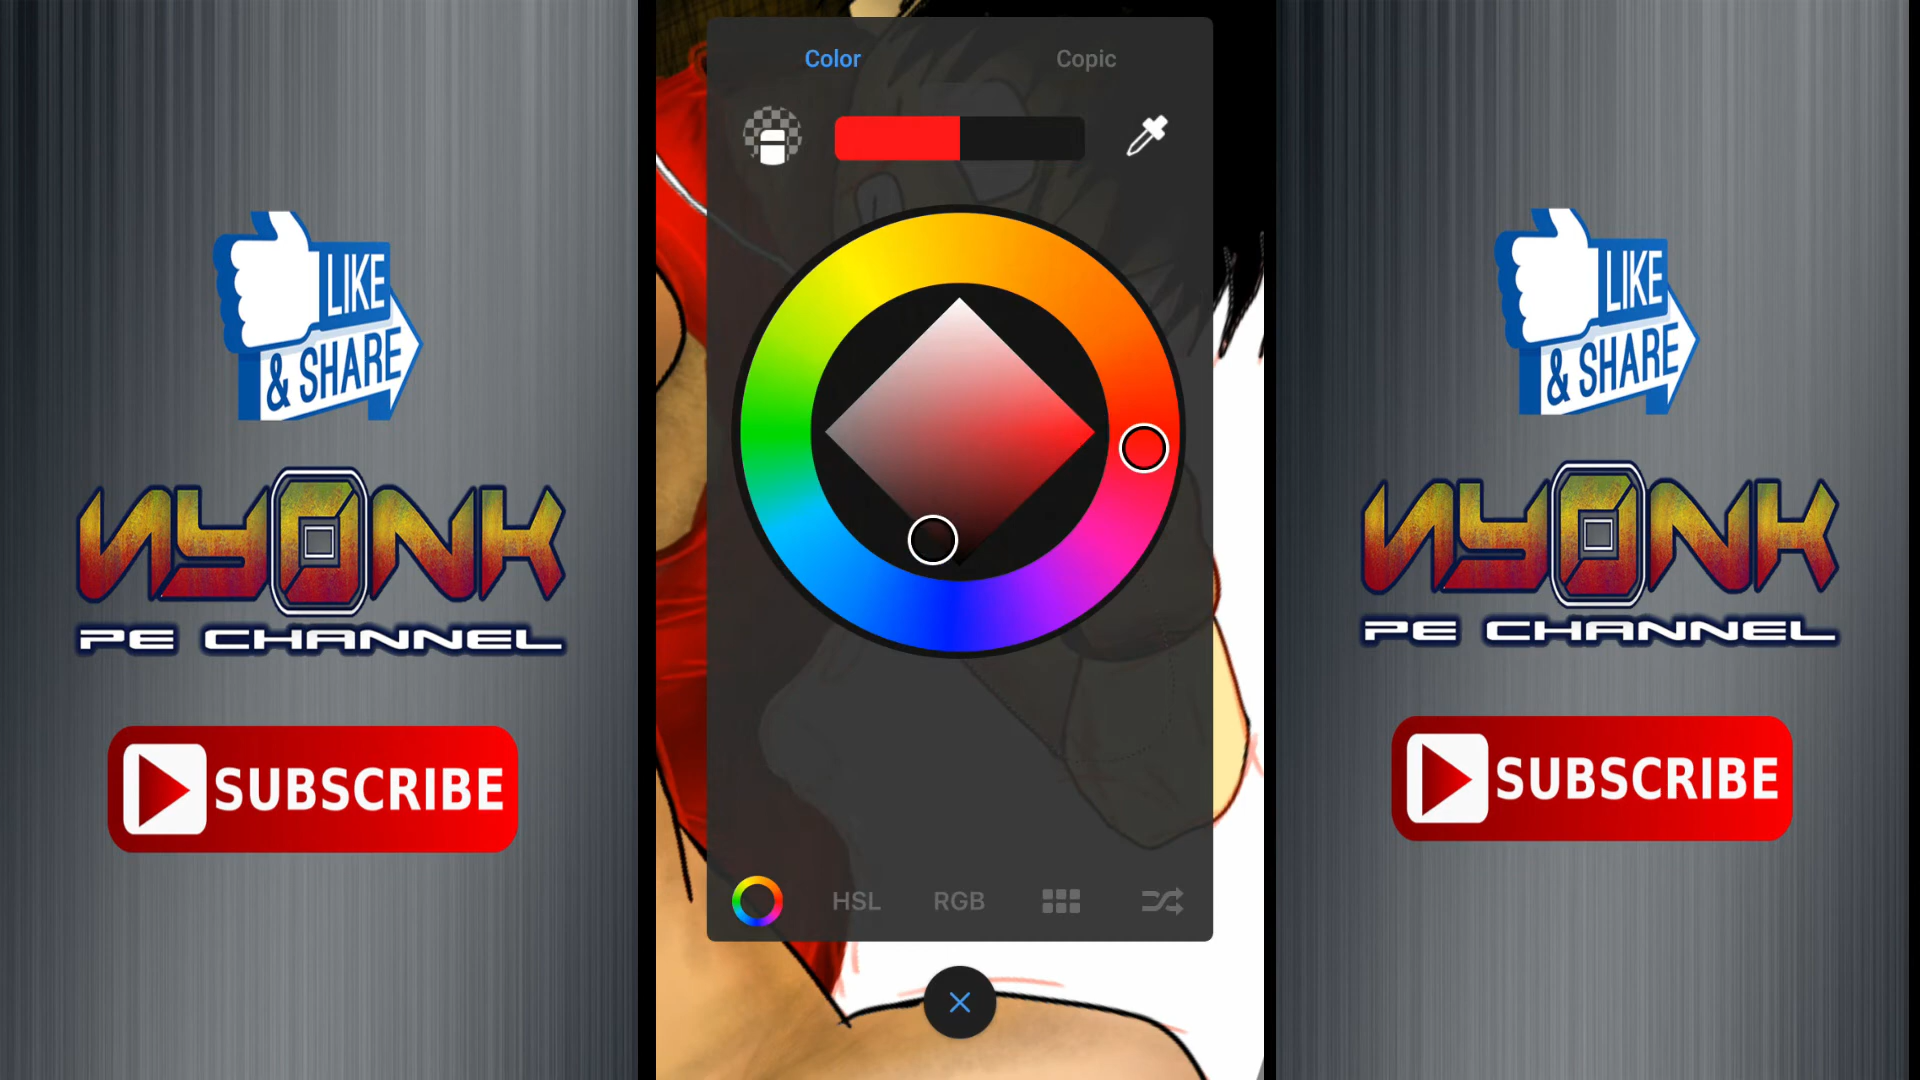 LIKE
& SHARE
NYONK
PE CHANNEL
SUBSCRIBE
Color
Copic
HSL
RGB
LIKE
& SHARE
NYONK
PE CHANNEL
SUBSCRIBE